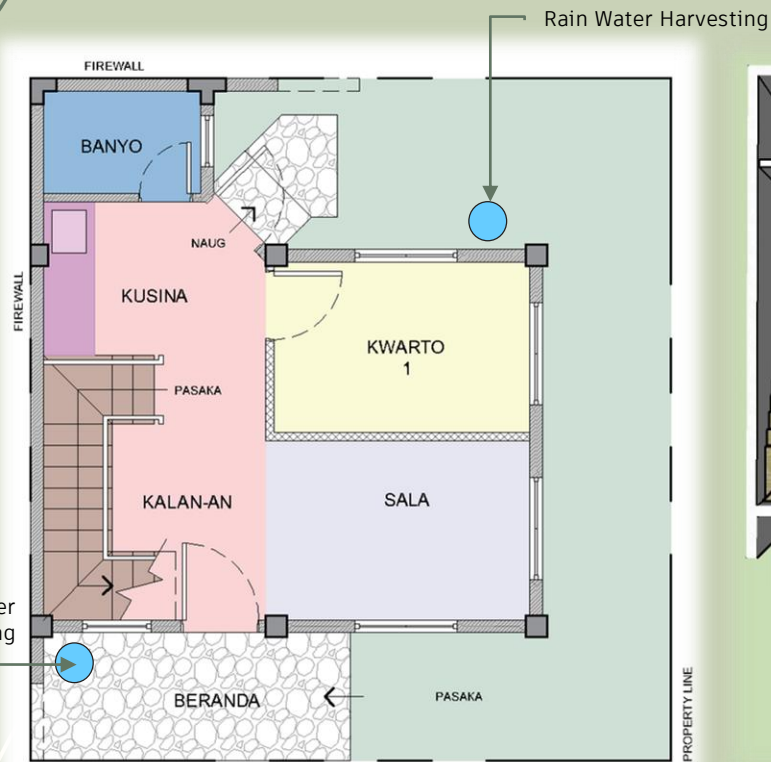 Rain Water Harvesting
FIREWALL
BANYO
NAUG
FIREWALL
KUSINA
KWARTO
1
PASAKA
KALAN-AN
SALA
er
ng
BERANDA
PASAKA
PROPERTY LINE